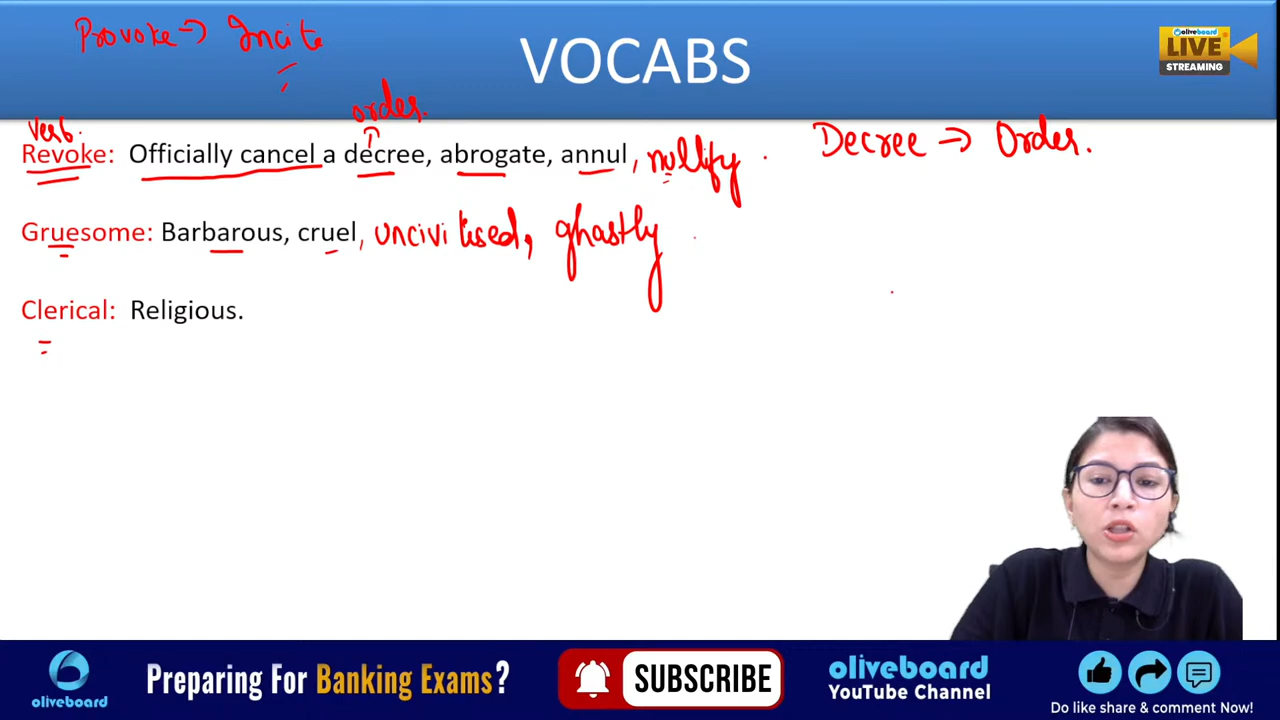 Provoke → Incite
VOCABS
oliveboard
LIVE
STREAMING
order.
verb.
Revoke: Officially cancel a decree, abrogate, annul, nullify. Decree → Order.
Gruesome: Barbarous, cruel, uncivilised, ghastly
Clerical: Religious.
oliveboard
Preparing For Banking Exams?
SUBSCRIBE
oliveboard
YouTube Channel
Do like share & comment Now!